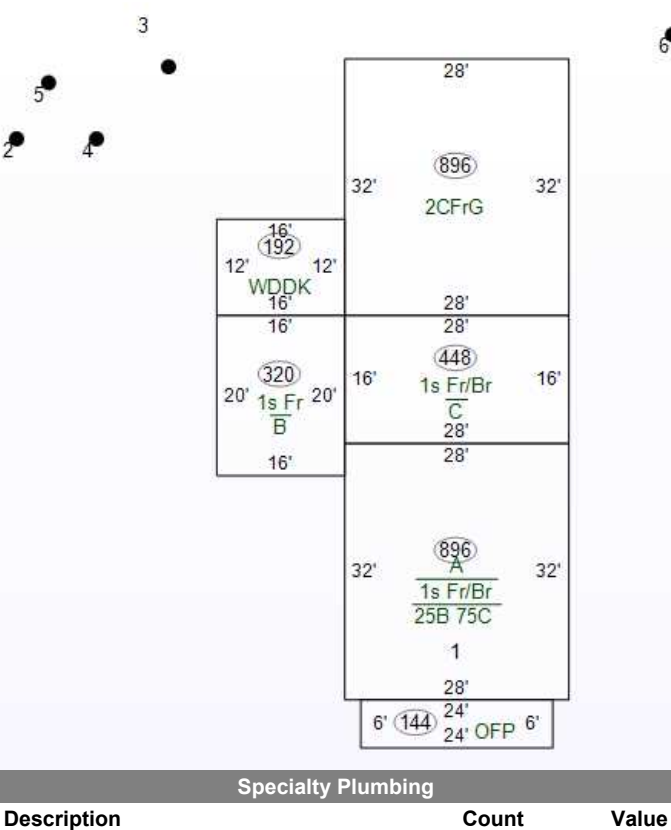 3
6
28'
5
2 4
896
32' 32'
2CFrG
16'
192
12' 12'
WDDK
16' 28'
16' 28'
448
320 16' 1s Fr/Br 16'
20' 1s Fr 20' C
B 28'
16' 28'
896
A
32' 32'
1s Fr/Br
25B 75C
1
28'
24'
6' 144 6'
24' OFP
Specialty Plumbing
Description Count Value